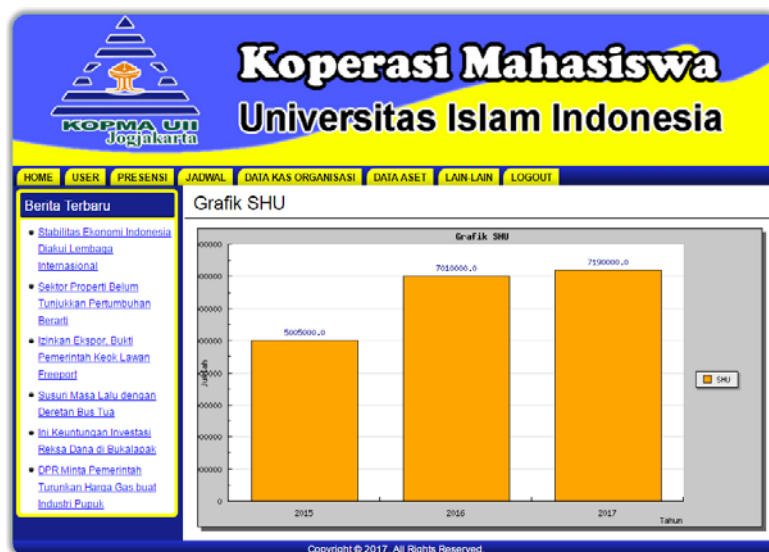 Koperasi Mahasiswa
Universitas Islam Indonesia
KOPMA UII
Jogjakarta
HOME USER PRESENSI JADWAL DATA KAS ORGANISASI DATA ASET LAIN-LAIN LOGOUT
Berita Terbaru
Stabilitas Ekonomi Indonesia
Diakui Lembaga
Internasional
Sektor Properti Belum
Tunjukkan Pertumbuhan
Berarti
Izinkan Ekspor, Bukti
Pemerintah Keok Lawan
Freeport
Susuri Masa Lalu dengan
Deretan Bus Tua
Ini Keuntungan Investasi
Reksa Dana di Bukalapak
DPR Minta Pemerintah
Turunkan Harga Gas buat
Industri Pupuk
Grafik SHU
Grafik SHU
7190000.0
7010000.0
5005000.0
SHU
0
2015 2016 2017
Tahun
Copyright © 2017. All Rights Reserved.